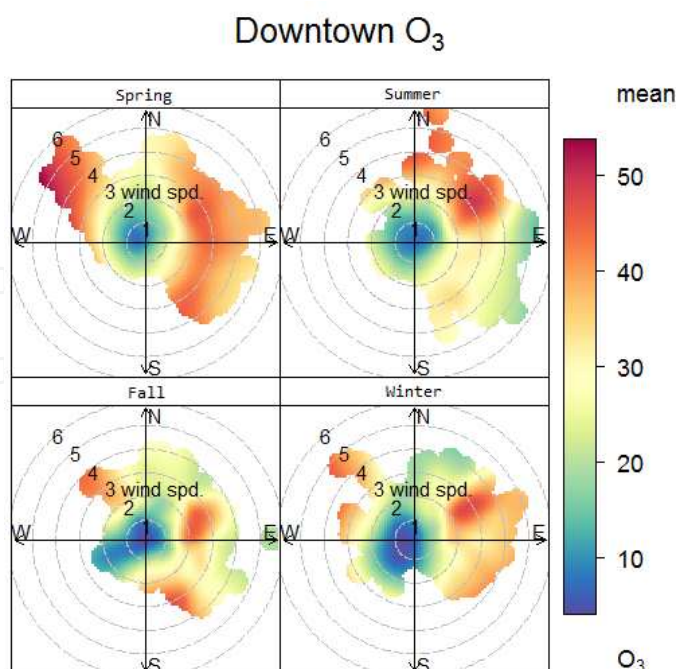 Downtown O₃
Spring
Summer
mean
N
6
5
4
3 wind spd.
2
1
W
E
S
N
6
5
4
3 wind spd.
2
1
W
E
S
50
40
30
20
10
Fall
Winter
N
6
5
4
3 wind spd.
2
1
W
E
S
N
6
5
4
3 wind spd.
2
1
W
E
S
O₃